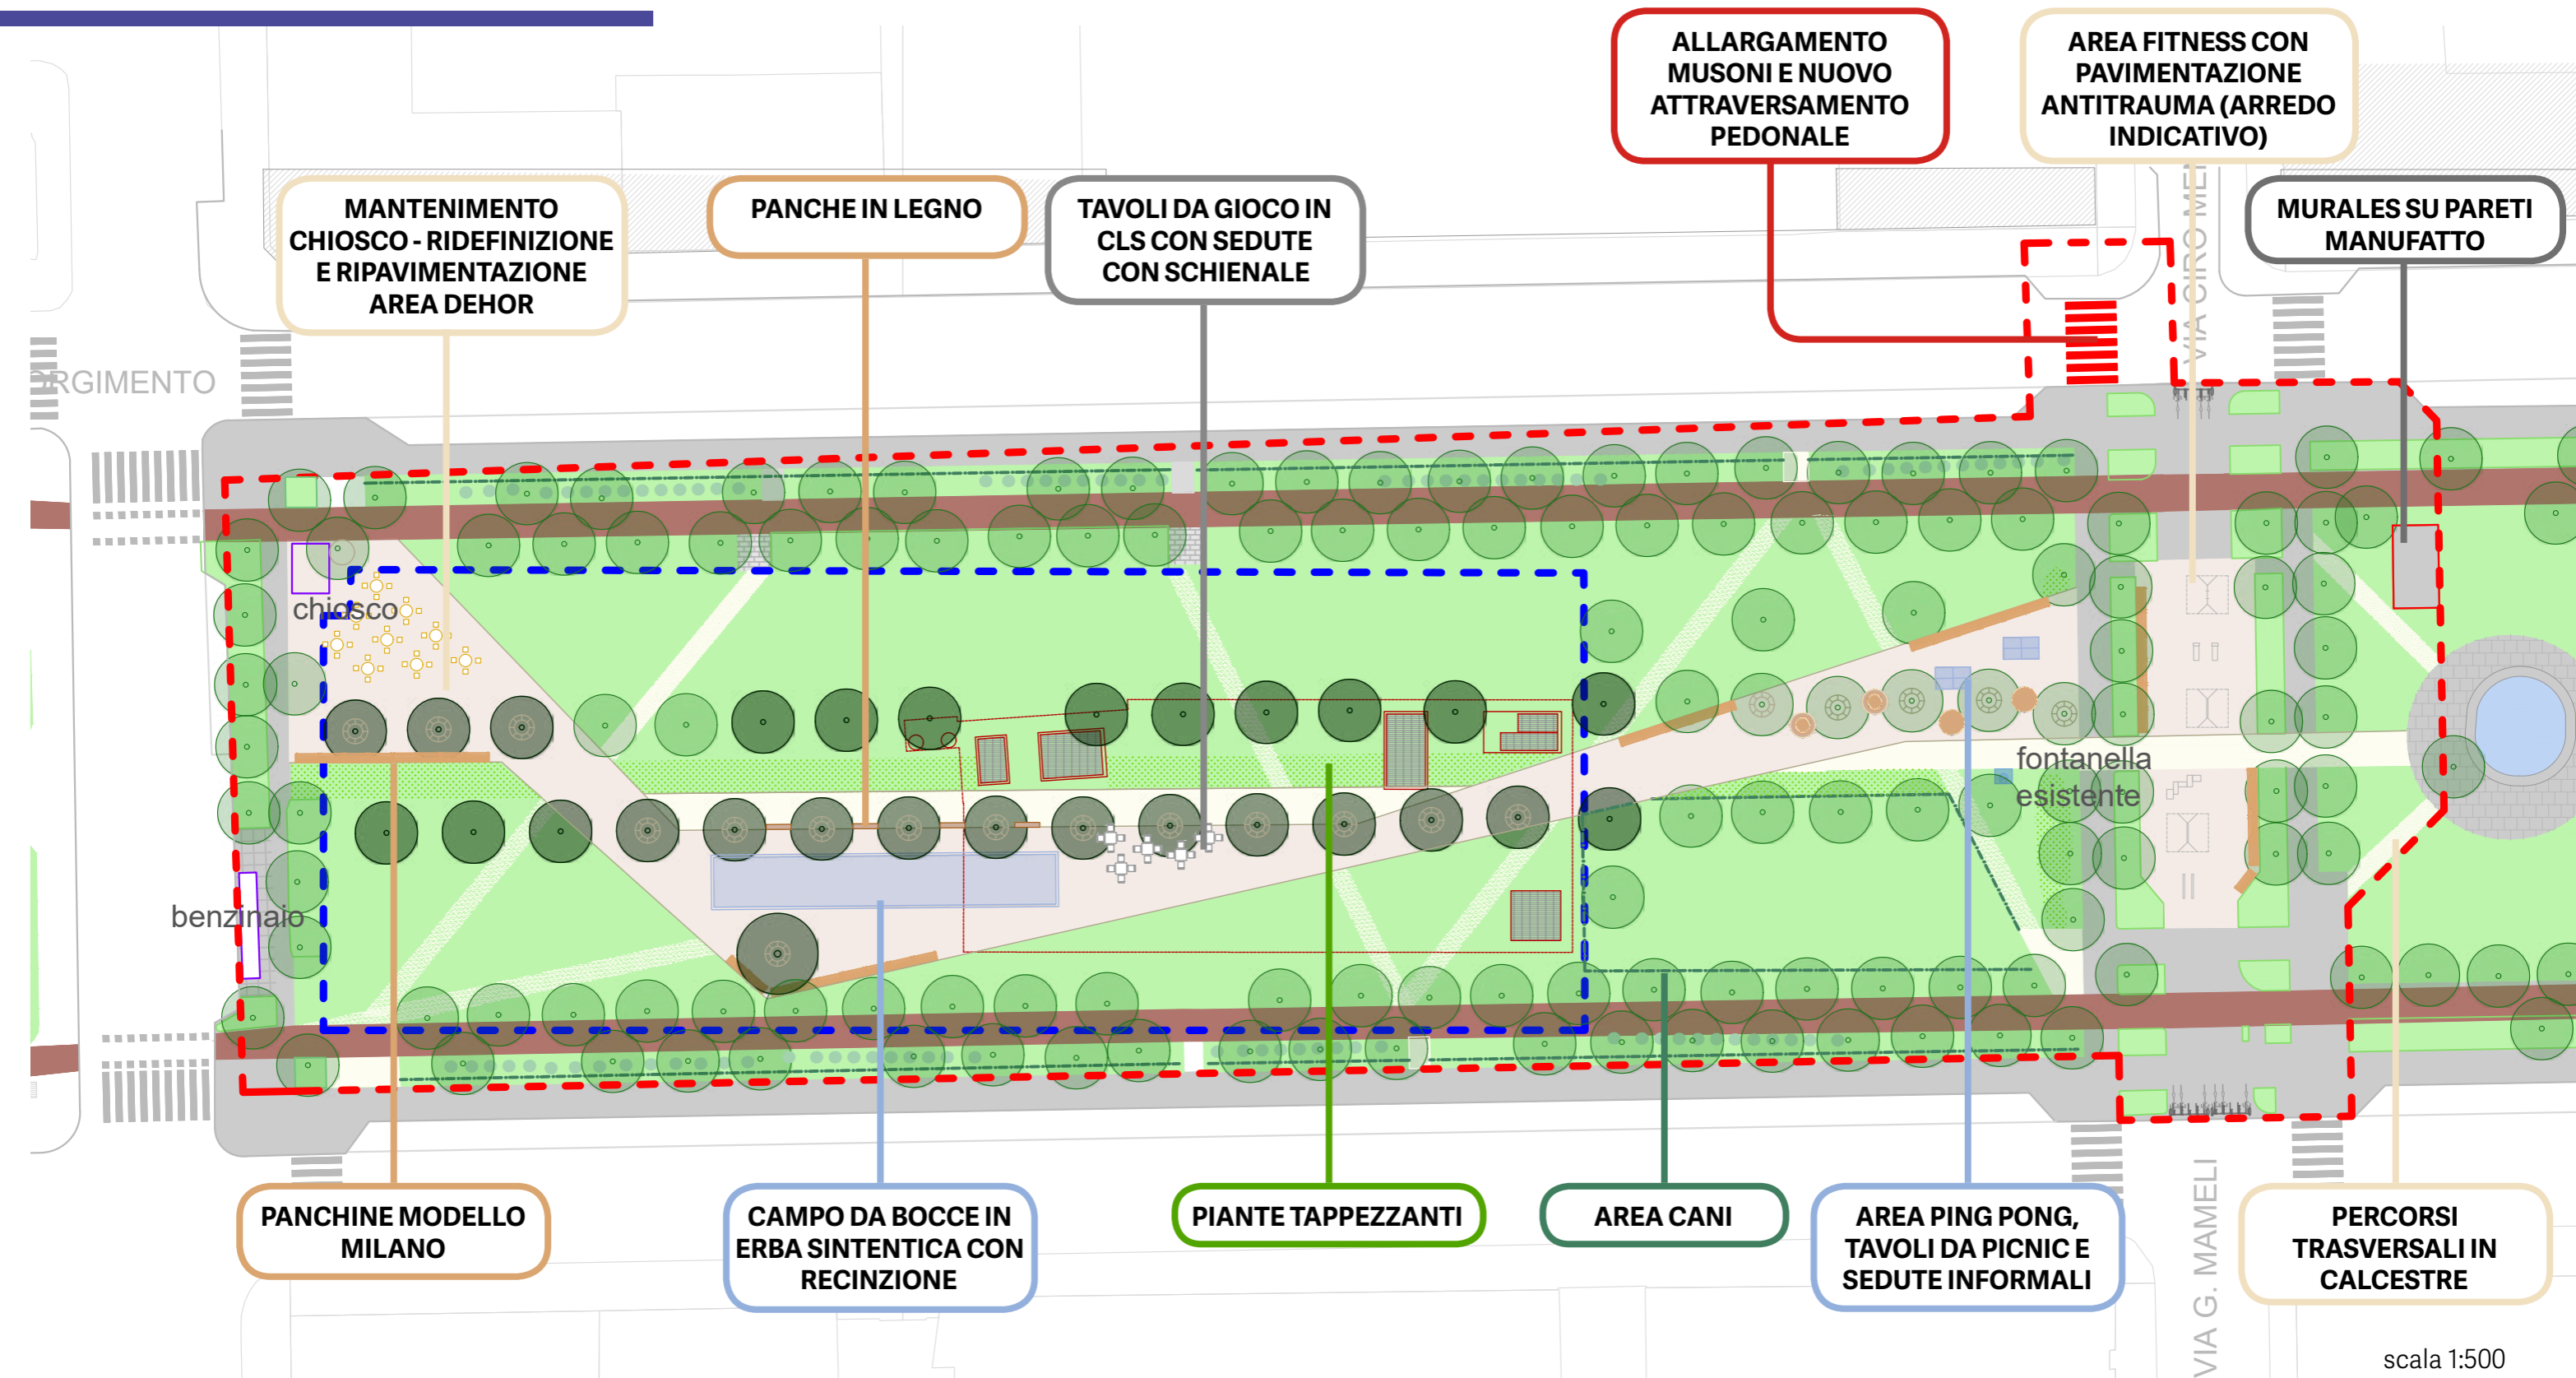 ALLARGAMENTO
MUSONI E NUOVO
ATTRAVERSAMENTO
PEDONALE
AREA FITNESS CON
PAVIMENTAZIONE
ANTITRAUMA (ARREDO
INDICATIVO)
MANTENIMENTO
CHIOSCO - RIDEFINIZIONE
E RIPAVIMENTAZIONE
AREA DEHOR
PANCHE IN LEGNO
TAVOLI DA GIOCO IN
CLS CON SEDUTE
CON SCHIENALE
MURALES SU PARETI
MANUFATTO
VIA CIRO ME
ORGIMENTO
chiosco
fontanella
esistente
benzinaio
PANCHINE MODELLO
MILANO
CAMPO DA BOCCE IN
ERBA SINTENTICA CON
RECINZIONE
PIANTE TAPPEZZANTI
AREA CANI
AREA PING PONG,
TAVOLI DA PICNIC E
SEDUTE INFORMALI
PERCORSI
TRASVERSALI IN
CALCESTRE
VIA G. MAMELI
scala 1:500